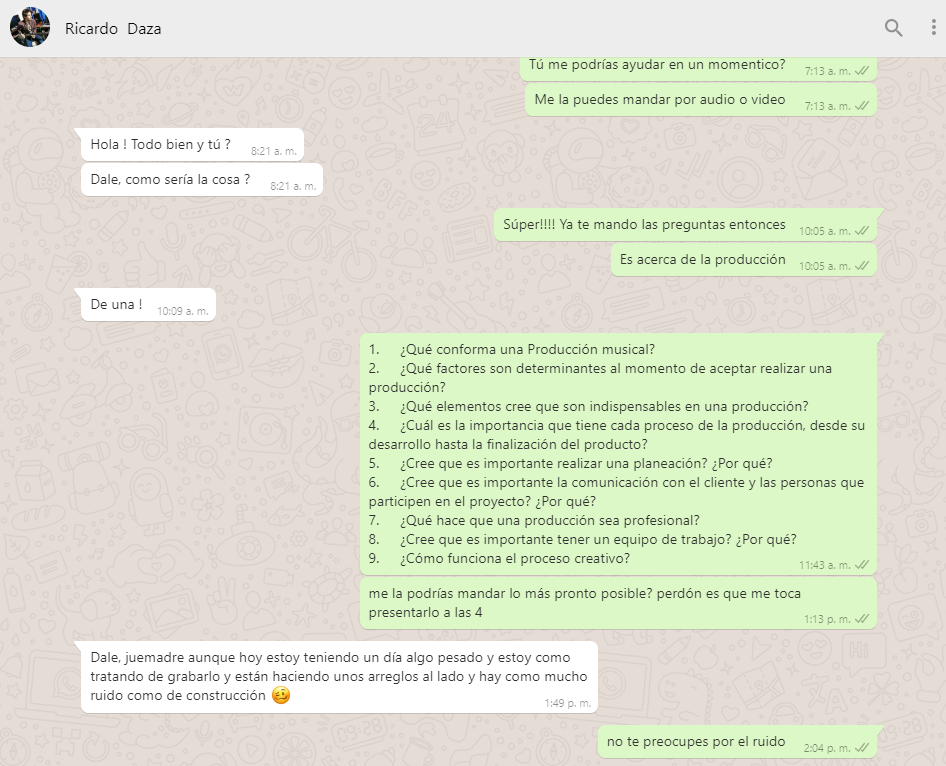 Ricardo Daza
Tú me podrías ayudar en un momentico? 7:13 a. m.
Me la puedes mandar por audio o video 7:13 a. m.
Hola ! Todo bien y tú ? 8:21 a. m.
Dale, como sería la cosa ? 8:21 a. m.
Súper!!!! Ya te mando las preguntas entonces 10:05 a. m.
Es acerca de la producción 10:05 a. m.
De una ! 10:09 a. m.
1. ¿Qué conforma una Producción musical?
2. ¿Qué factores son determinantes al momento de aceptar realizar una
producción?
3. ¿Qué elementos cree que son indispensables en una producción?
4. ¿Cuál es la importancia que tiene cada proceso de la producción, desde su
desarrollo hasta la finalización del producto?
5. ¿Cree que es importante realizar una planeación? ¿Por qué?
6. ¿Cree que es importante la comunicación con el cliente y las personas que
participen en el proyecto? ¿Por qué?
7. ¿Qué hace que una producción sea profesional?
8. ¿Cree que es importante tener un equipo de trabajo? ¿Por qué?
9. ¿Cómo funciona el proceso creativo? 11:43 a. m.
me la podrías mandar lo más pronto posible? perdón es que me toca
presentarlo a las 4 1:13 p. m.
Dale, juemadre aunque hoy estoy teniendo un día algo pesado y estoy como
tratando de grabarlo y están haciendo unos arreglos al lado y hay como mucho
ruido como de construcción 🥴 1:49 p. m.
no te preocupes por el ruido 2:04 p. m.